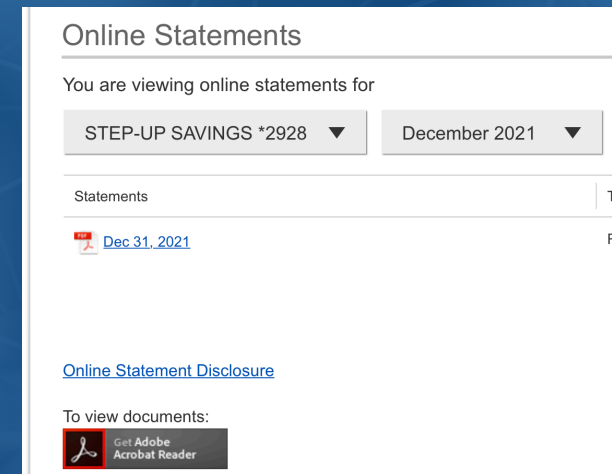 Online Statements
You are viewing online statements for
STEP-UP SAVINGS *2928 December 2021
Statements
Dec 31, 2021
Online Statement Disclosure
To view documents:
Get Adobe
Acrobat Reader